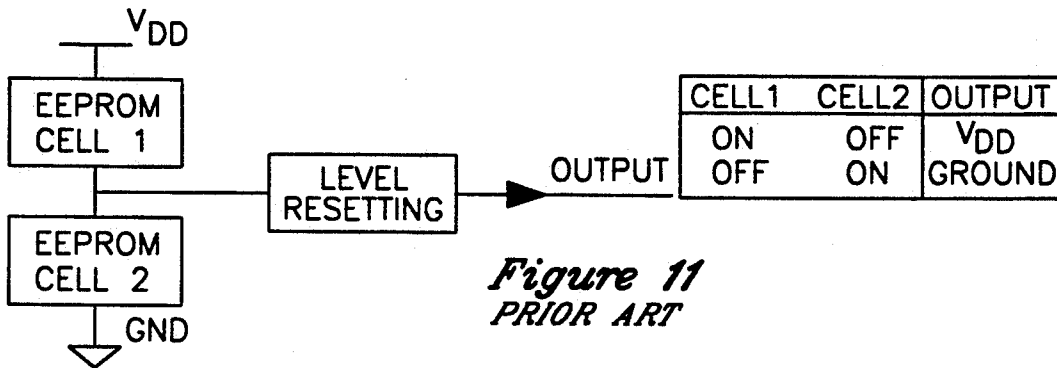 VDD
EEPROM
CELL 1
EEPROM
CELL 2
GND
LEVEL
RESETTING
OUTPUT
CELL1 CELL2 OUTPUT
ON OFF VDD
OFF ON GROUND
Figure 11
PRIOR ART